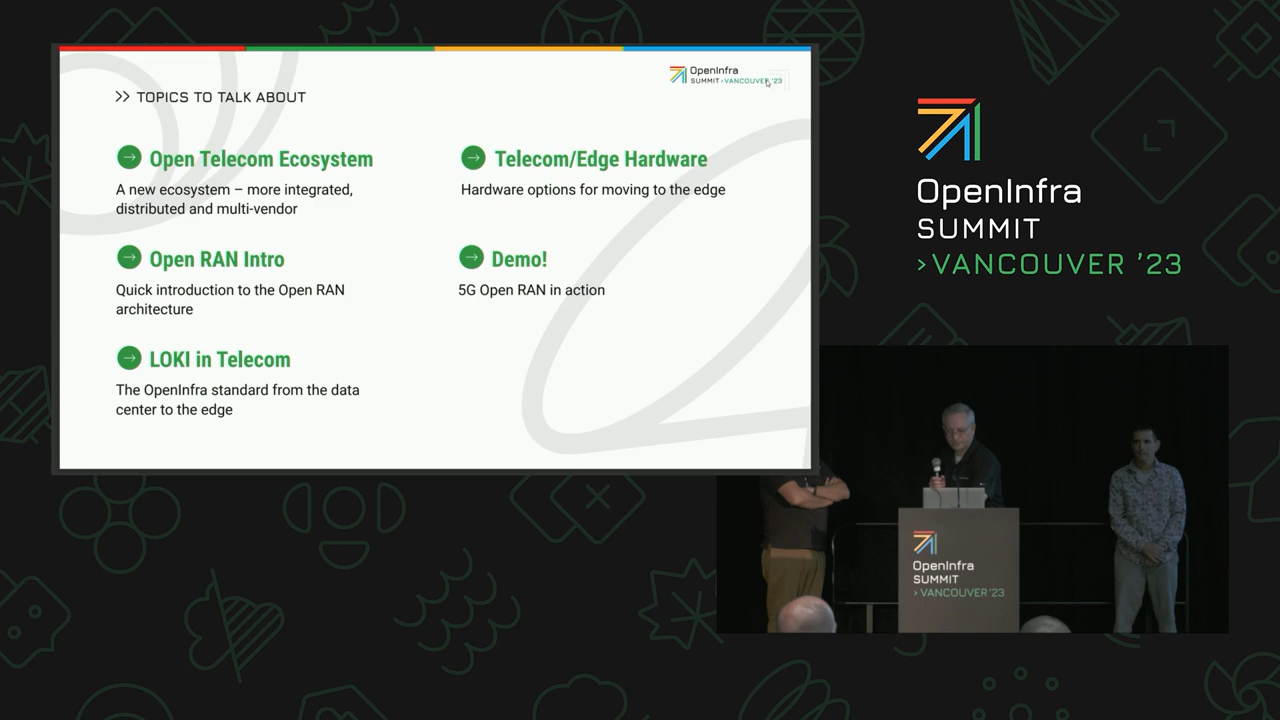 OpenInfra
SUMMIT > VANCOUVER '23
>> TOPICS TO TALK ABOUT
Open Telecom Ecosystem
A new ecosystem – more integrated,
distributed and multi-vendor
Open RAN Intro
Quick introduction to the Open RAN
architecture
LOKI in Telecom
The OpenInfra standard from the data
center to the edge
Telecom/Edge Hardware
Hardware options for moving to the edge
Demo!
5G Open RAN in action
OpenInfra
SUMMIT
>VANCOUVER '23
OpenInfra
SUMMIT
>VANCOUVER '23